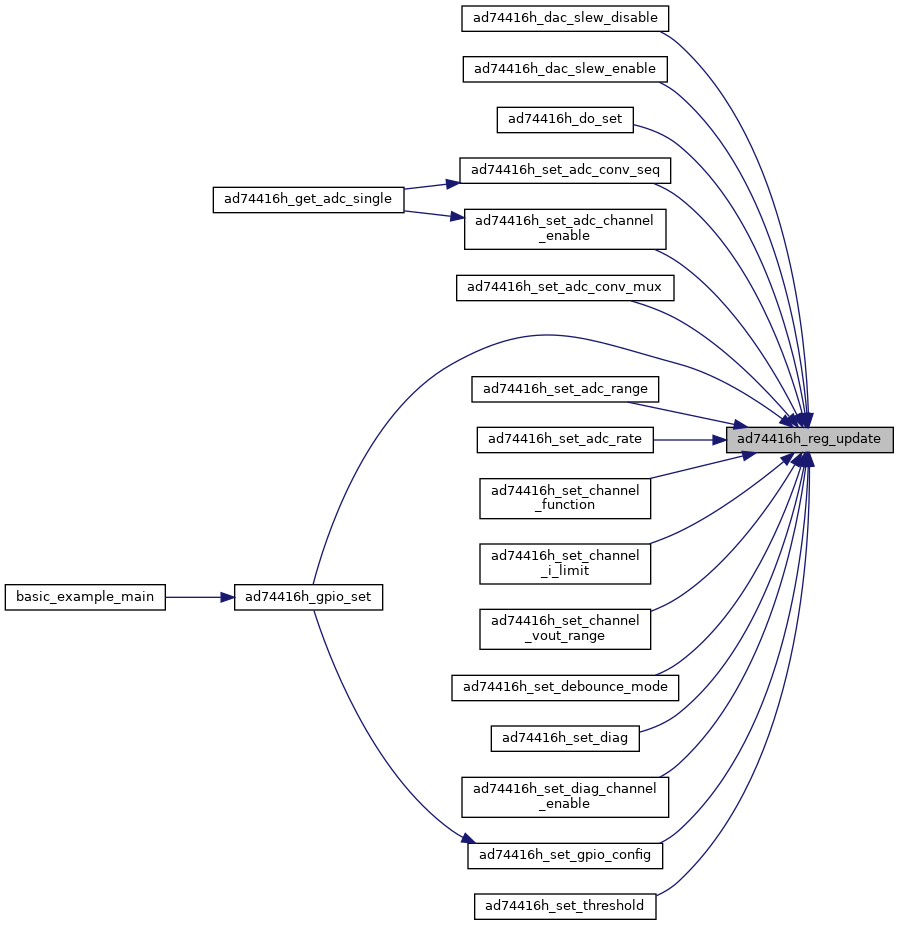 ad74416h_dac_slew_disable
ad74416h_dac_slew_enable
ad74416h_do_set
ad74416h_set_adc_conv_seq
ad74416h_get_adc_single
ad74416h_set_adc_channel
_enable
ad74416h_set_adc_conv_mux
ad74416h_set_adc_range
ad74416h_reg_update
ad74416h_set_adc_rate
ad74416h_set_channel
_function
ad74416h_set_channel
_i_limit
basic_example_main
ad74416h_gpio_set
ad74416h_set_channel
_vout_range
ad74416h_set_debounce_mode
ad74416h_set_diag
ad74416h_set_diag_channel
_enable
ad74416h_set_gpio_config
ad74416h_set_threshold